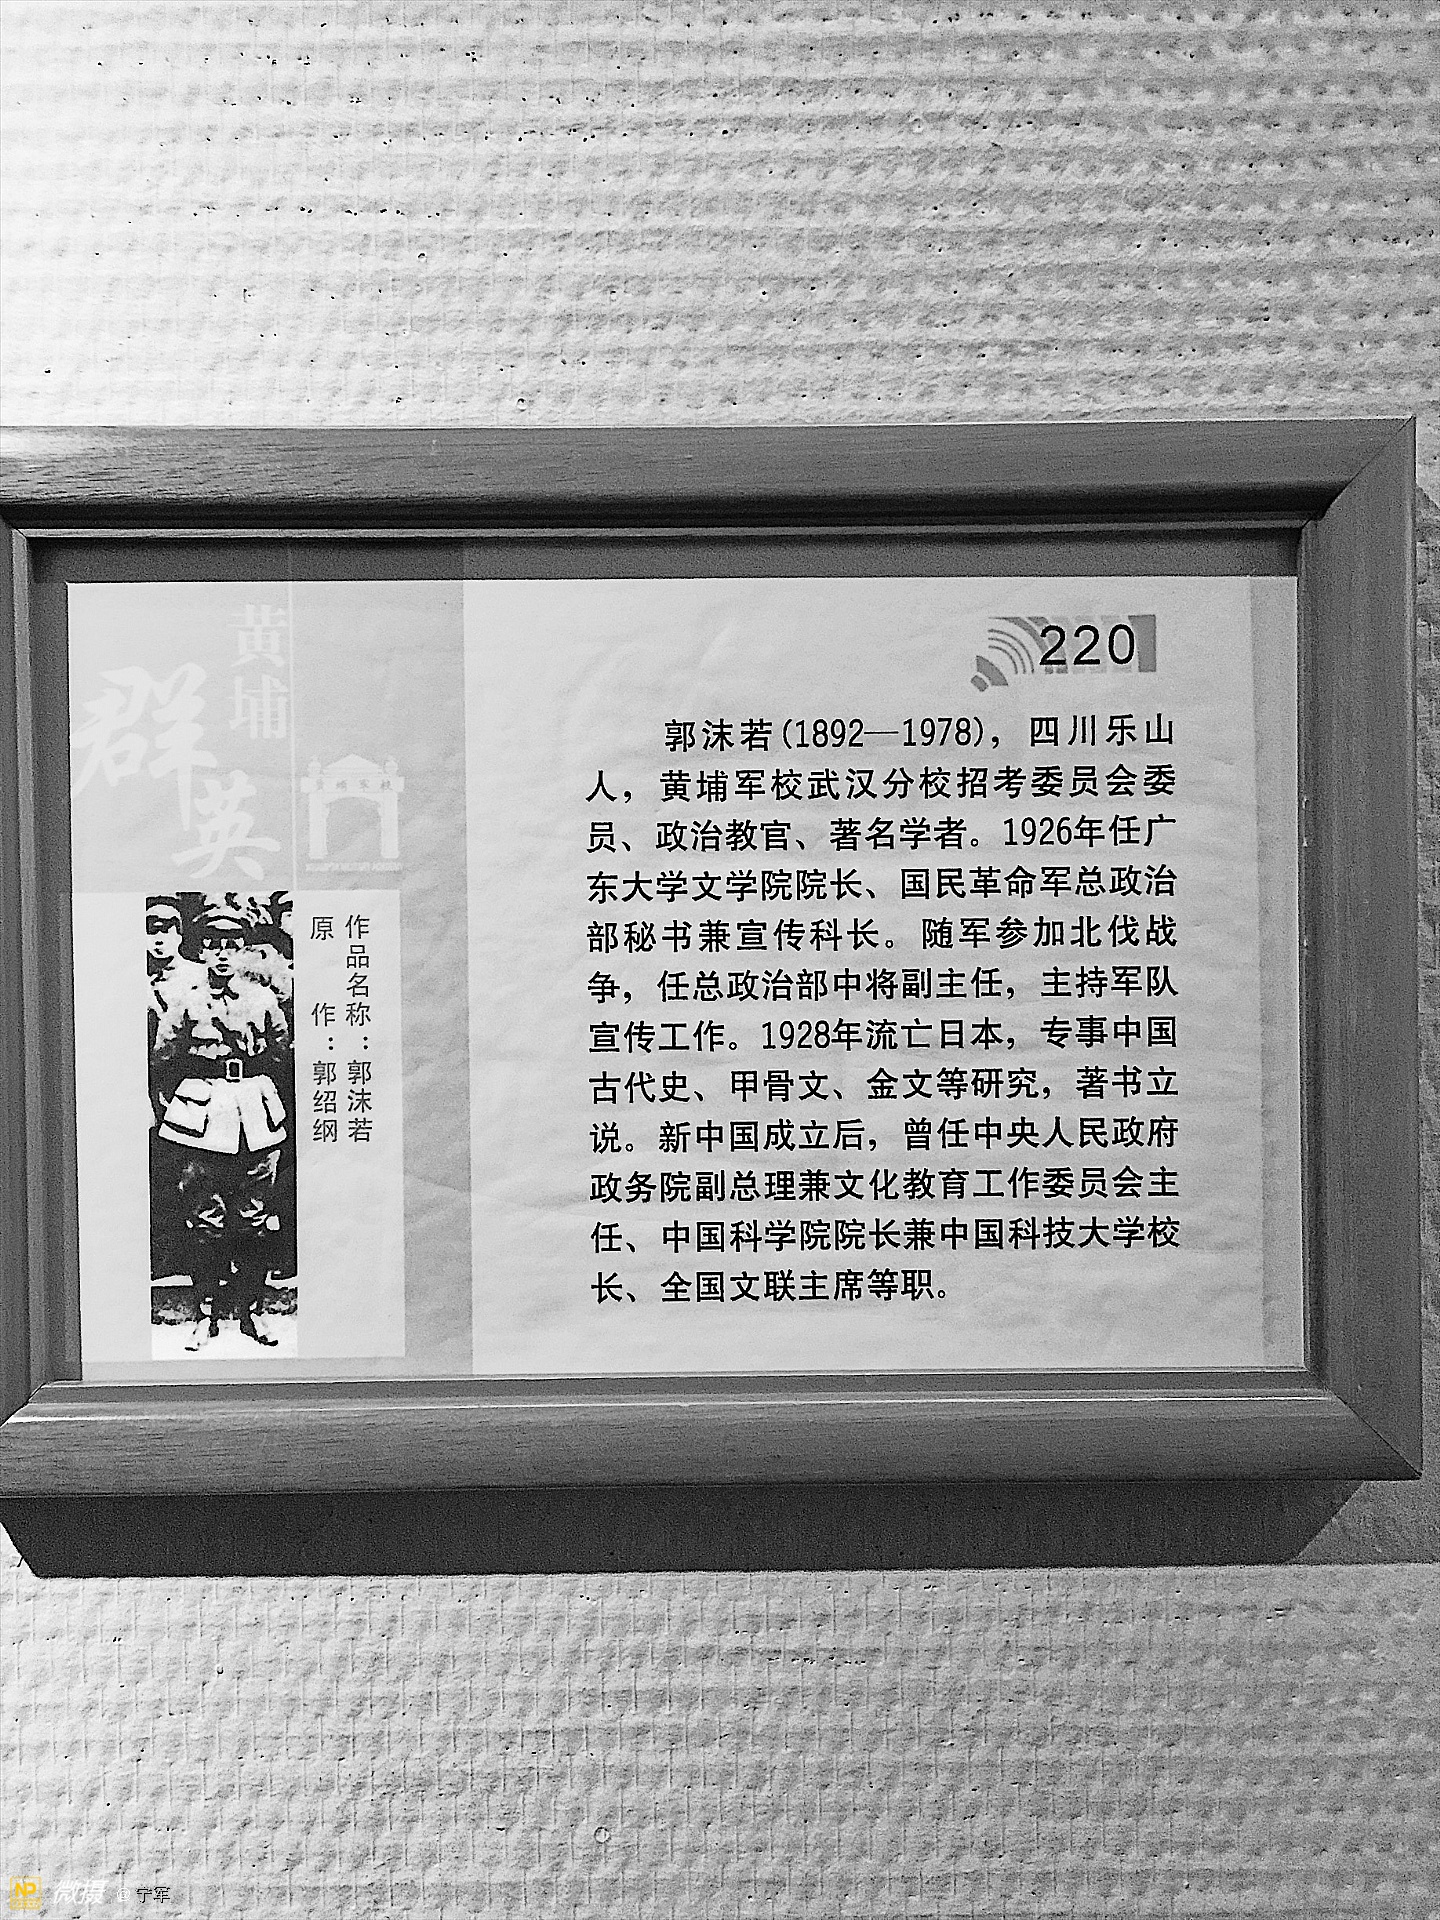 黄埔
群英
黄埔军校
220
郭沫若(1892—1978)，四川乐山
人，黄埔军校武汉分校招考委员会委
员、政治教官、著名学者。1926年任广
东大学文学院院长、国民革命军总政治
部秘书兼宣传科长。随军参加北伐战
争，任总政治部中将副主任，主持军队
宣传工作。1928年流亡日本，专事中国
古代史、甲骨文、金文等研究，著书立
说。新中国成立后，曾任中央人民政府
政务院副总理兼文化教育工作委员会主
任、中国科学院院长兼中国科技大学校
长、全国文联主席等职。
作品名称：郭沫若
原　作：郭绍纲
NP 微摄 @ 宁军